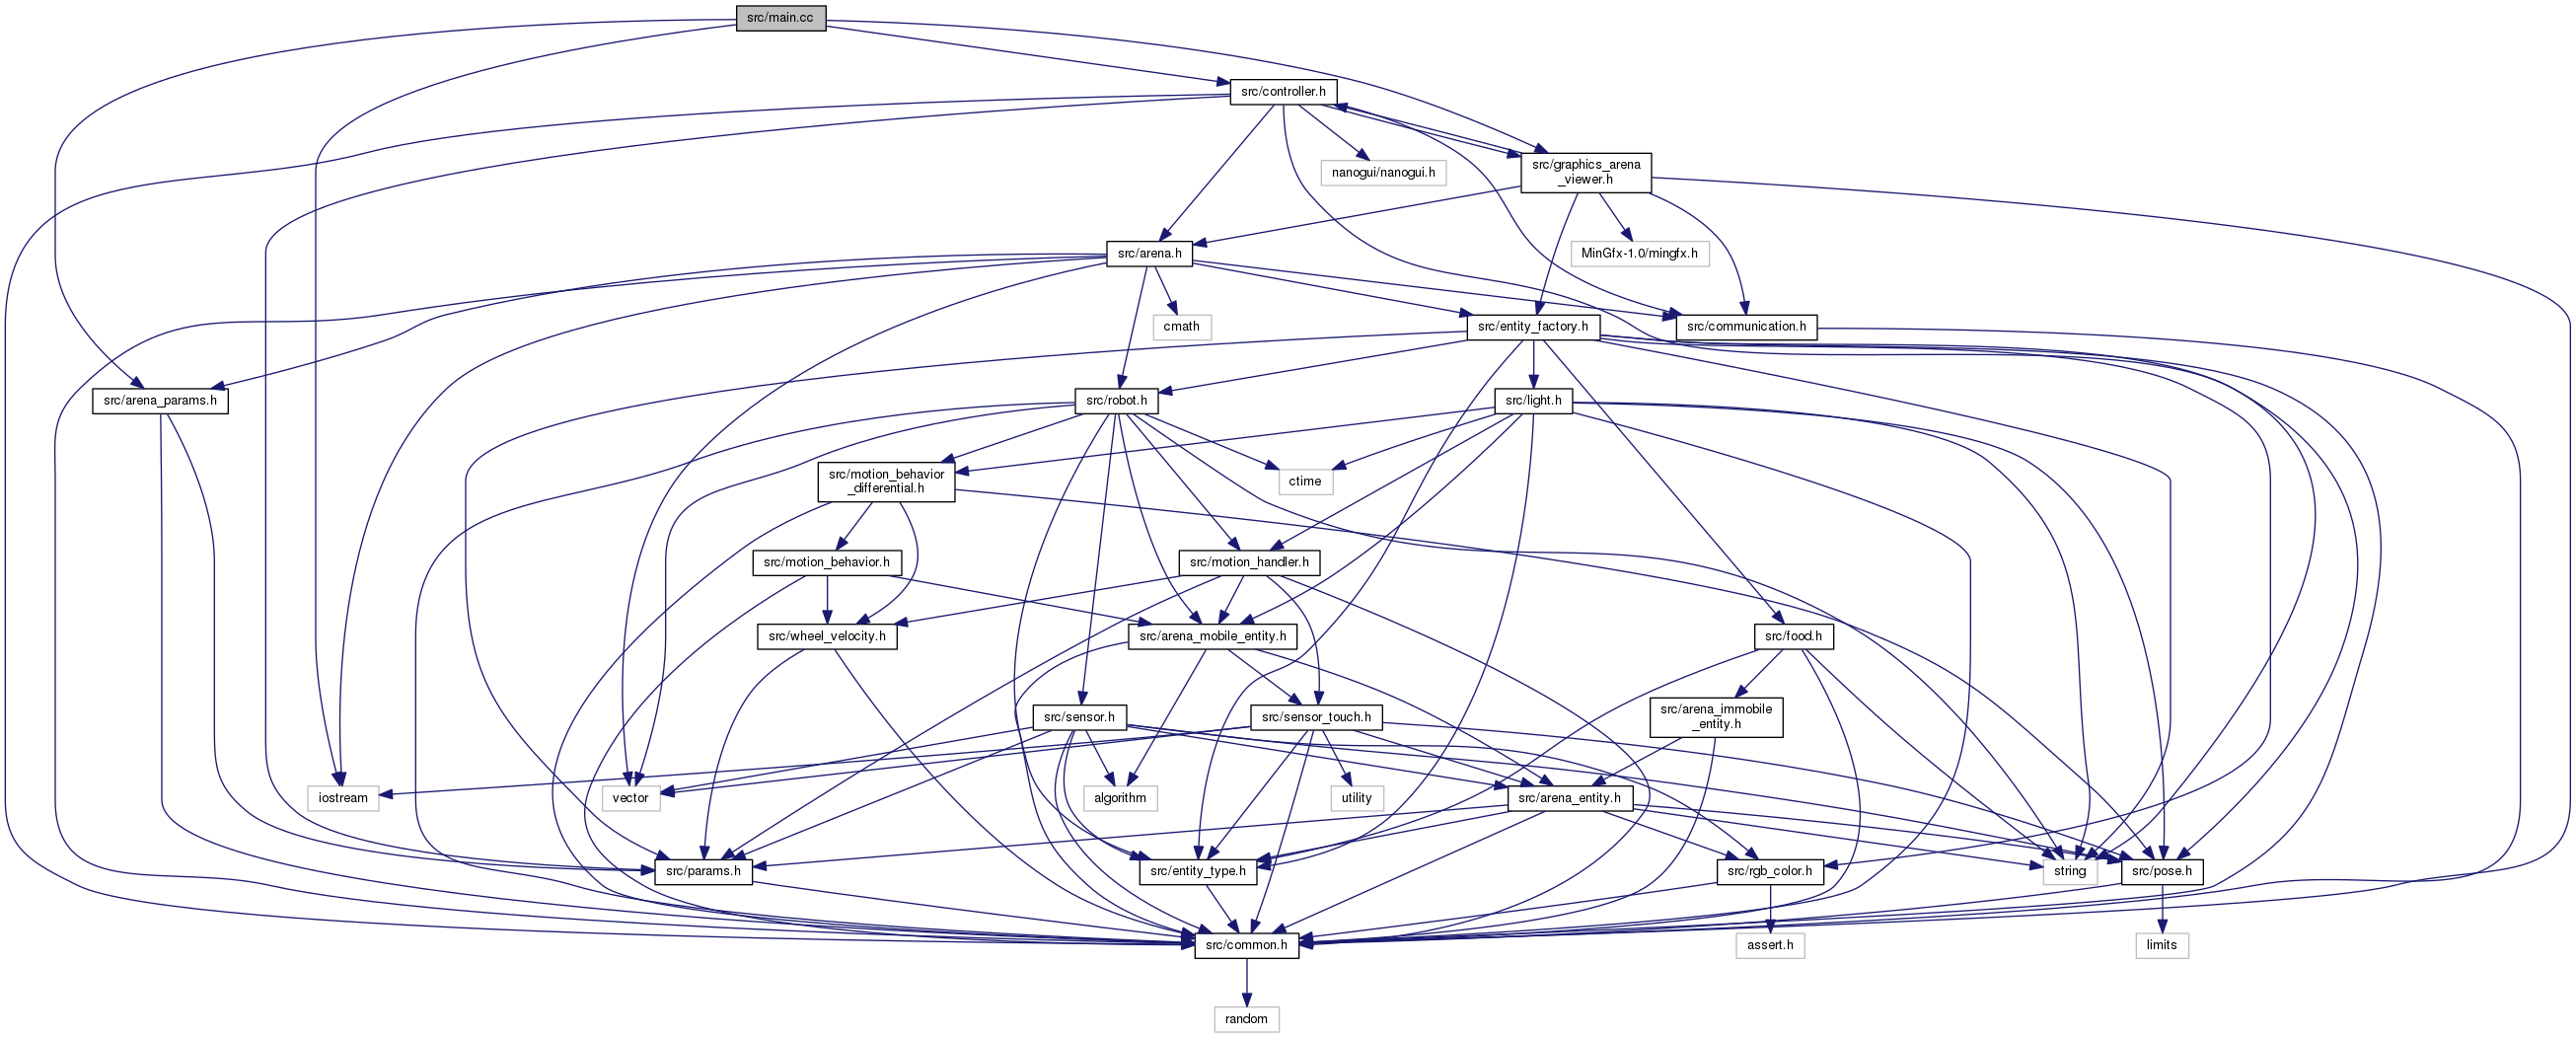 src/main.cc
src/controller.h
nanogui/nanogui.h
src/graphics_arena
_viewer.h
src/arena.h
MinGfx-1.0/mingfx.h
cmath
src/entity_factory.h
src/communication.h
src/arena_params.h
src/robot.h
src/light.h
src/motion_behavior
_differential.h
ctime
src/motion_behavior.h
src/motion_handler.h
src/wheel_velocity.h
src/arena_mobile_entity.h
src/food.h
src/sensor.h
src/sensor_touch.h
src/arena_immobile
_entity.h
iostream
vector
algorithm
utility
src/arena_entity.h
src/params.h
src/entity_type.h
src/rgb_color.h
string
src/pose.h
src/common.h
assert.h
limits
random